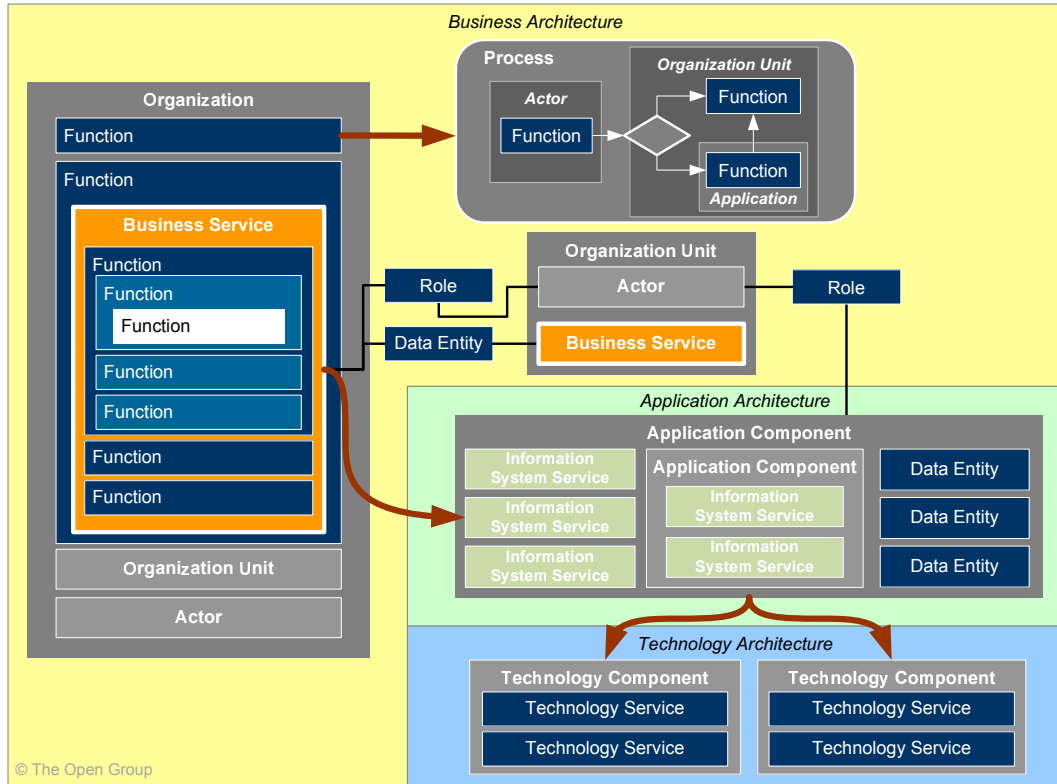 Business Architecture
Organization
Function
Function
Business Service
Function
Function
Function
Function
Function
Function
Function
Organization Unit
Actor
Process
Actor
Function
Organization Unit
Function
Function
Application
Role
Data Entity
Organization Unit
Actor
Business Service
Role
Application Architecture
Application Component
Information
System Service
Information
System Service
Information
System Service
Application Component
Information
System Service
Information
System Service
Data Entity
Data Entity
Data Entity
Technology Architecture
Technology Component
Technology Service
Technology Service
Technology Component
Technology Service
Technology Service
© The Open Group